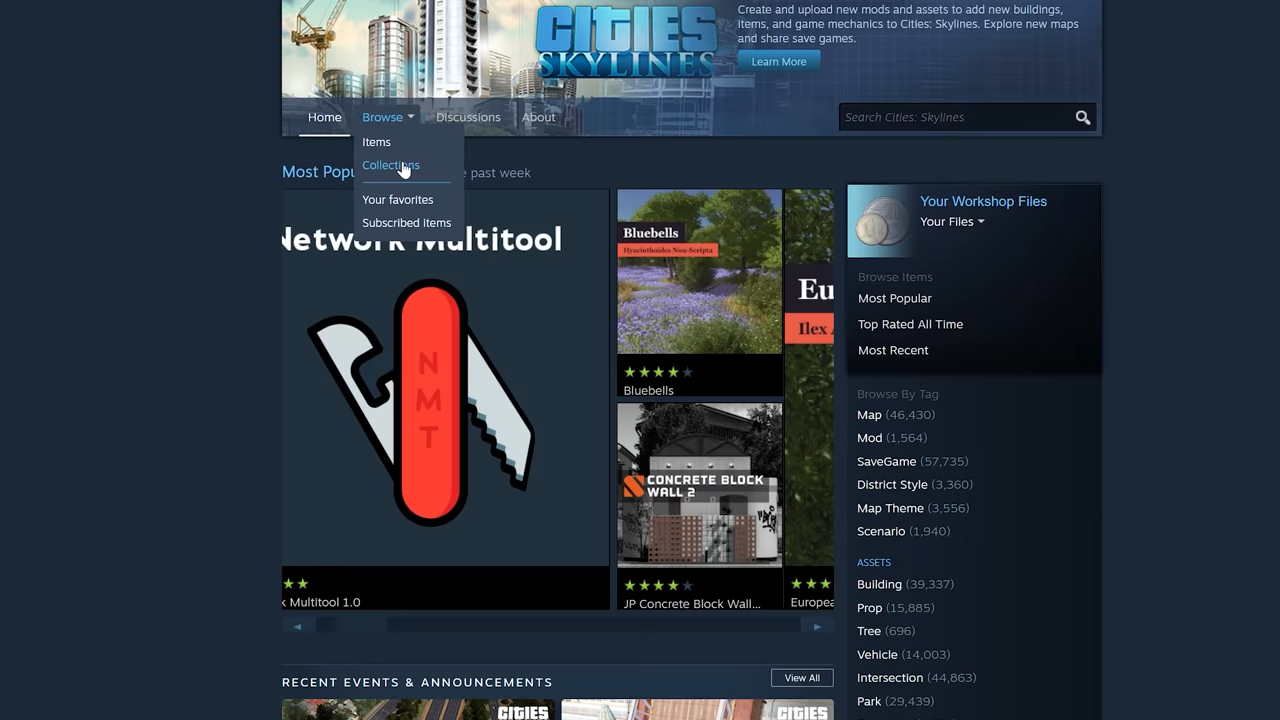 Create and upload new mods and assets to add new buildings,
items, and game mechanics to Cities: Skylines. Explore new maps
and share save games.
CITIES
SKYLINES
Learn More
Home
Browse
Discussions
About
Search Cities: Skylines
Items
Collections
Your favorites
Subscribed items
Most Popu
e past week
Network Multitool
N
M
T
k Multitool 1.0
Bluebells
Hyacinthoides Non-Scripta
Bluebells
CONCRETE BLOCK
WALL 2
JP Concrete Block Wall...
Eu
Ilex
Europea
Your Workshop Files
Your Files
Browse Items
Most Popular
Top Rated All Time
Most Recent
Browse By Tag
Map (46,430)
Mod (1,564)
SaveGame (57,735)
District Style (3,360)
Map Theme (3,556)
Scenario (1,940)
ASSETS
Building (39,337)
Prop (15,885)
Tree (696)
Vehicle (14,003)
Intersection (44,863)
Park (29,439)
RECENT EVENTS & ANNOUNCEMENTS
View All
CITIES
CITIES